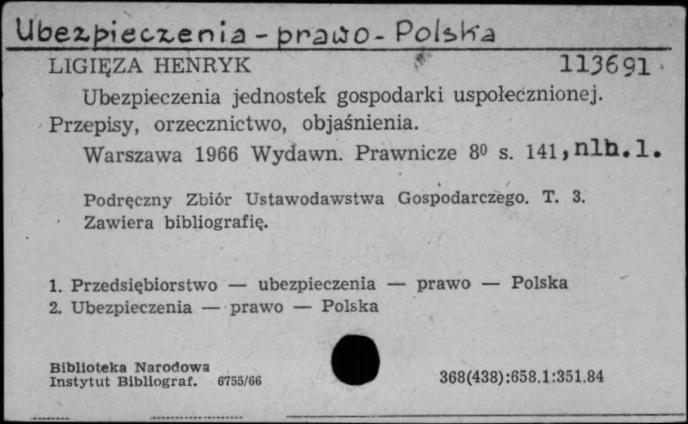 Ubezpieczenia - prawo - Polska
LIGIĘZA HENRYK 113691
Ubezpieczenia jednostek gospodarki uspołecznionej.
Przepisy, orzecznictwo, objaśnienia.
Warszawa 1966 Wydawn. Prawnicze 8⁰ s. 141, nlb. 1.
Podręczny Zbiór Ustawodawstwa Gospodarczego. T. 3.
Zawiera bibliografię.
1. Przedsiębiorstwo — ubezpieczenia — prawo — Polska
2. Ubezpieczenia — prawo — Polska
Biblioteka Narodowa
Instytut Bibliograf. 6755/66 368(438):658.1:351.84